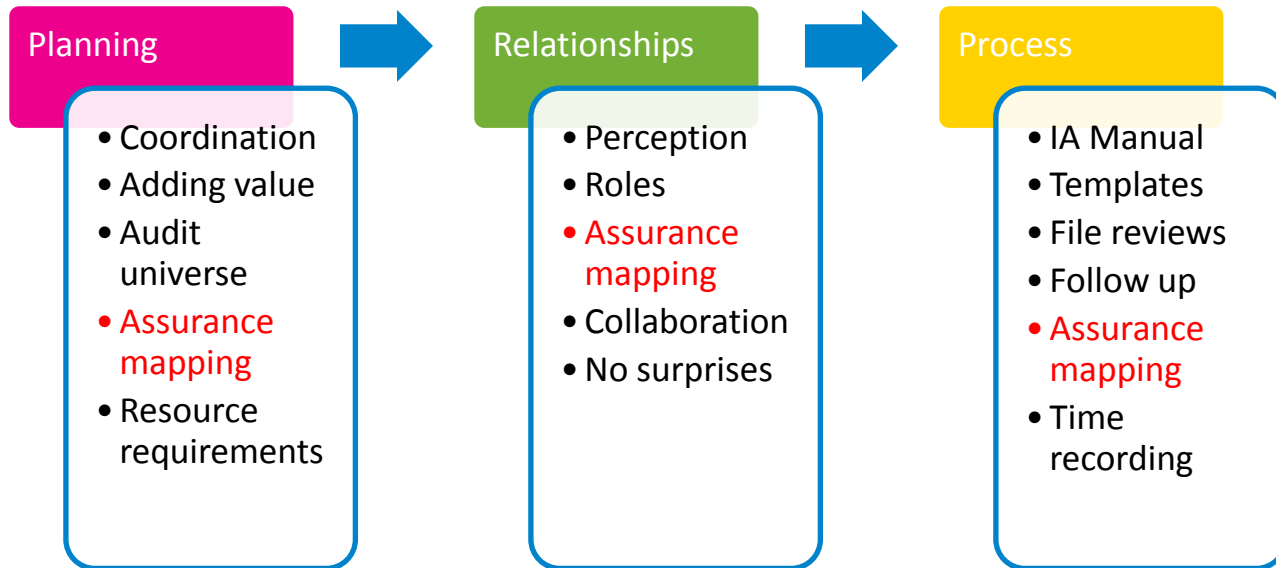 Planning
• Coordination
• Adding value
• Audit
universe
• Assurance
mapping
• Resource
requirements
Relationships
• Perception
• Roles
• Assurance
mapping
• Collaboration
• No surprises
Process
• IA Manual
• Templates
• File reviews
• Follow up
• Assurance
mapping
• Time
recording